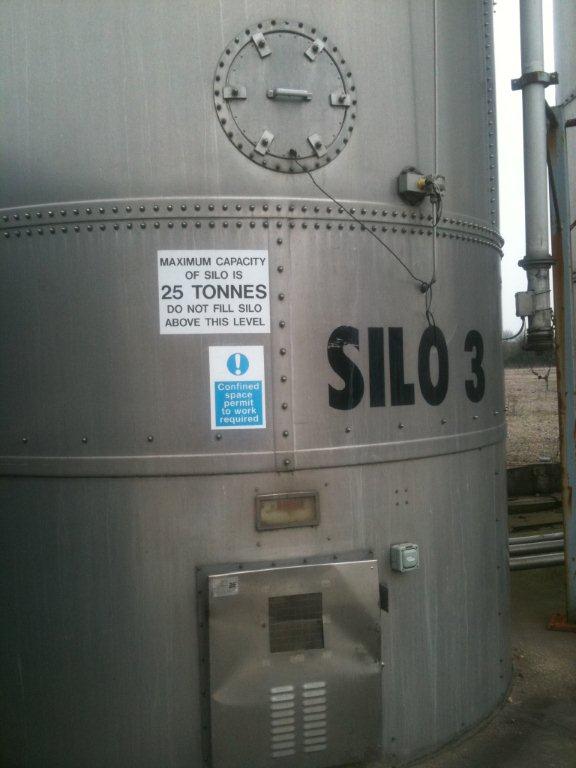 MAXIMUM CAPACITY
OF SILO IS
25 TONNES
DO NOT FILL SILO
ABOVE THIS LEVEL
!
Confined
space
permit
to work
required
SILO 3